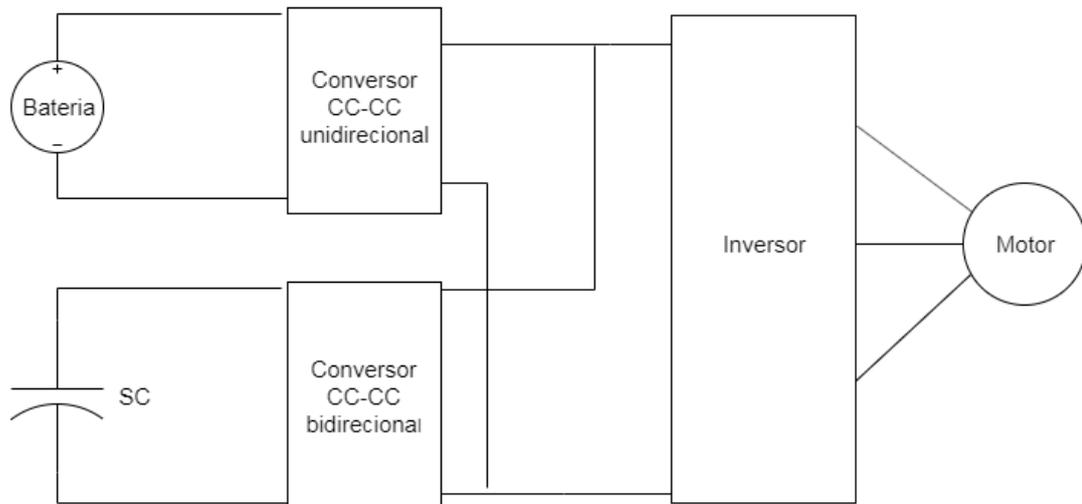 +
Bateria
−
Conversor
CC-CC
unidirecional
SC
Conversor
CC-CC
bidirecional
Inversor
Motor